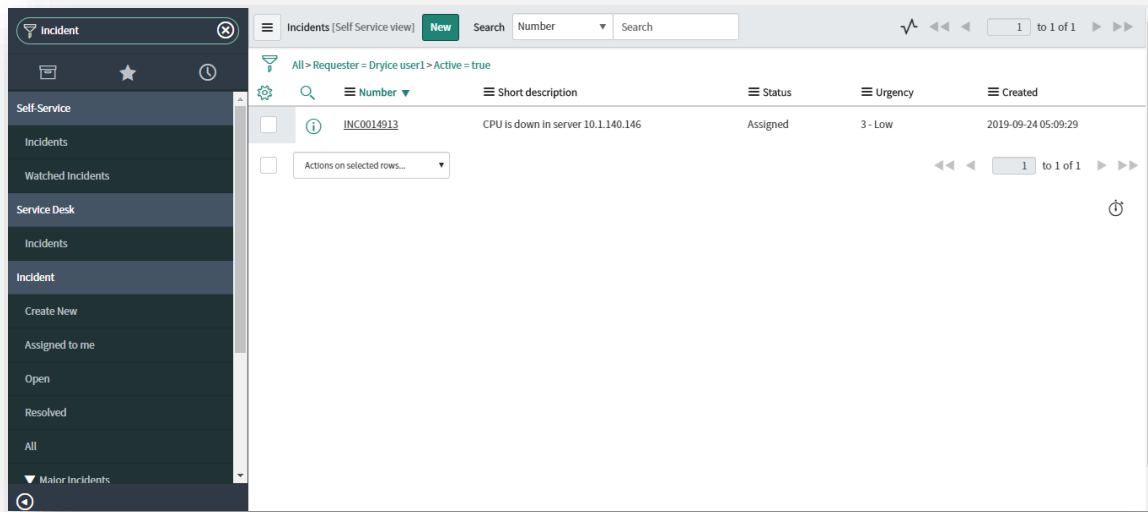 Incident
Self-Service
Incidents
Watched Incidents
Service Desk
Incidents
Incident
Create New
Assigned to me
Open
Resolved
All
Major Incidents
Incidents [Self Service view] New Search Number Search 1 to 1 of 1
All > Requester = Dryice user1 > Active = true
Number Short description Status Urgency Created
INC0014913 CPU is down in server 10.1.140.146 Assigned 3 - Low 2019-09-24 05:09:29
Actions on selected rows... 1 to 1 of 1